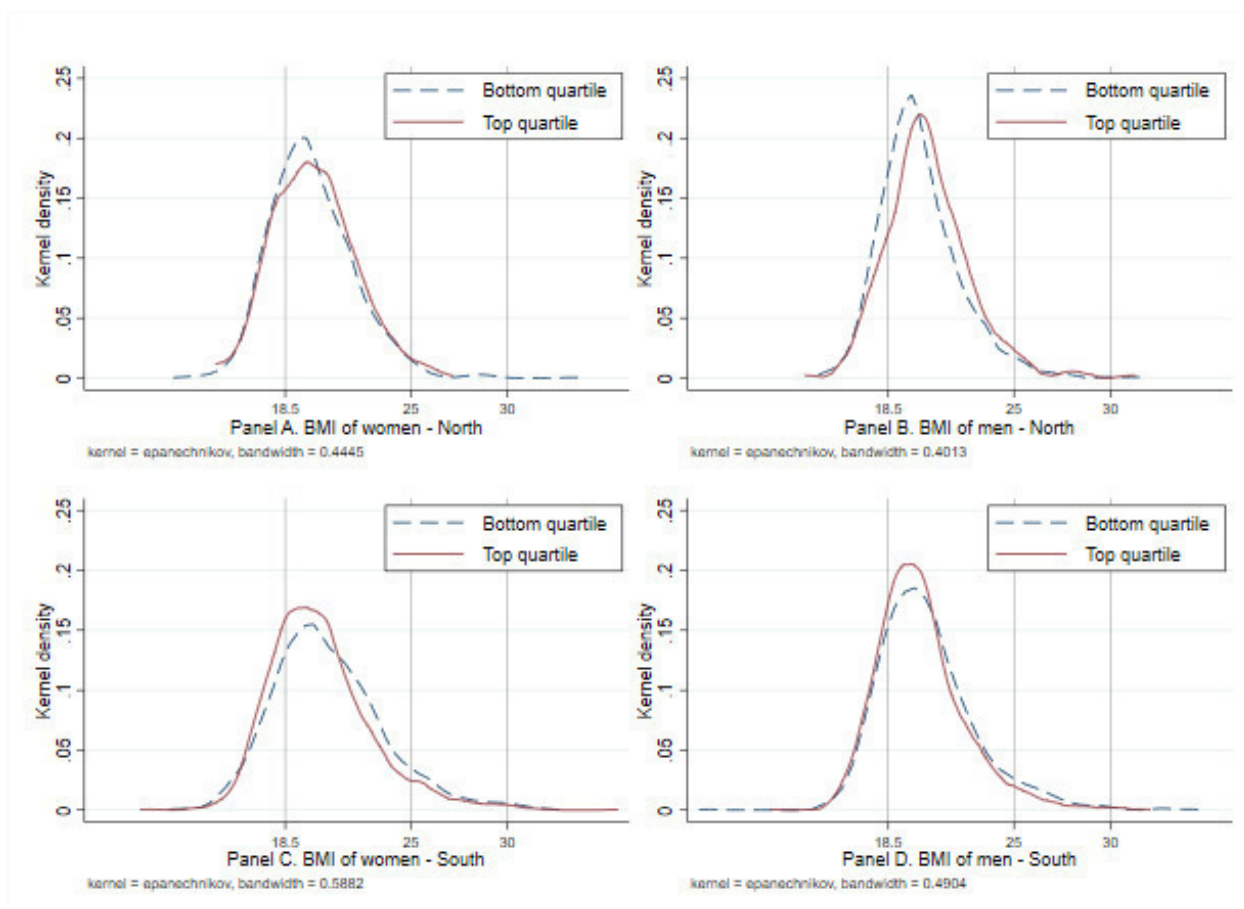 Kernel density
0 .05 .1 .15 .2 .25
Bottom quartile
Top quartile
18.5 25 30
Panel A. BMI of women - North
kernel = epanechnikov, bandwidth = 0.4445
Kernel density
0 .05 .1 .15 .2 .25
Bottom quartile
Top quartile
18.5 25 30
Panel B. BMI of men - North
kernel = epanechnikov, bandwidth = 0.4013
Kernel density
0 .05 .1 .15 .2 .25
Bottom quartile
Top quartile
18.5 25 30
Panel C. BMI of women - South
kernel = epanechnikov, bandwidth = 0.5882
Kernel density
0 .05 .1 .15 .2 .25
Bottom quartile
Top quartile
18.5 25 30
Panel D. BMI of men - South
kernel = epanechnikov, bandwidth = 0.4904